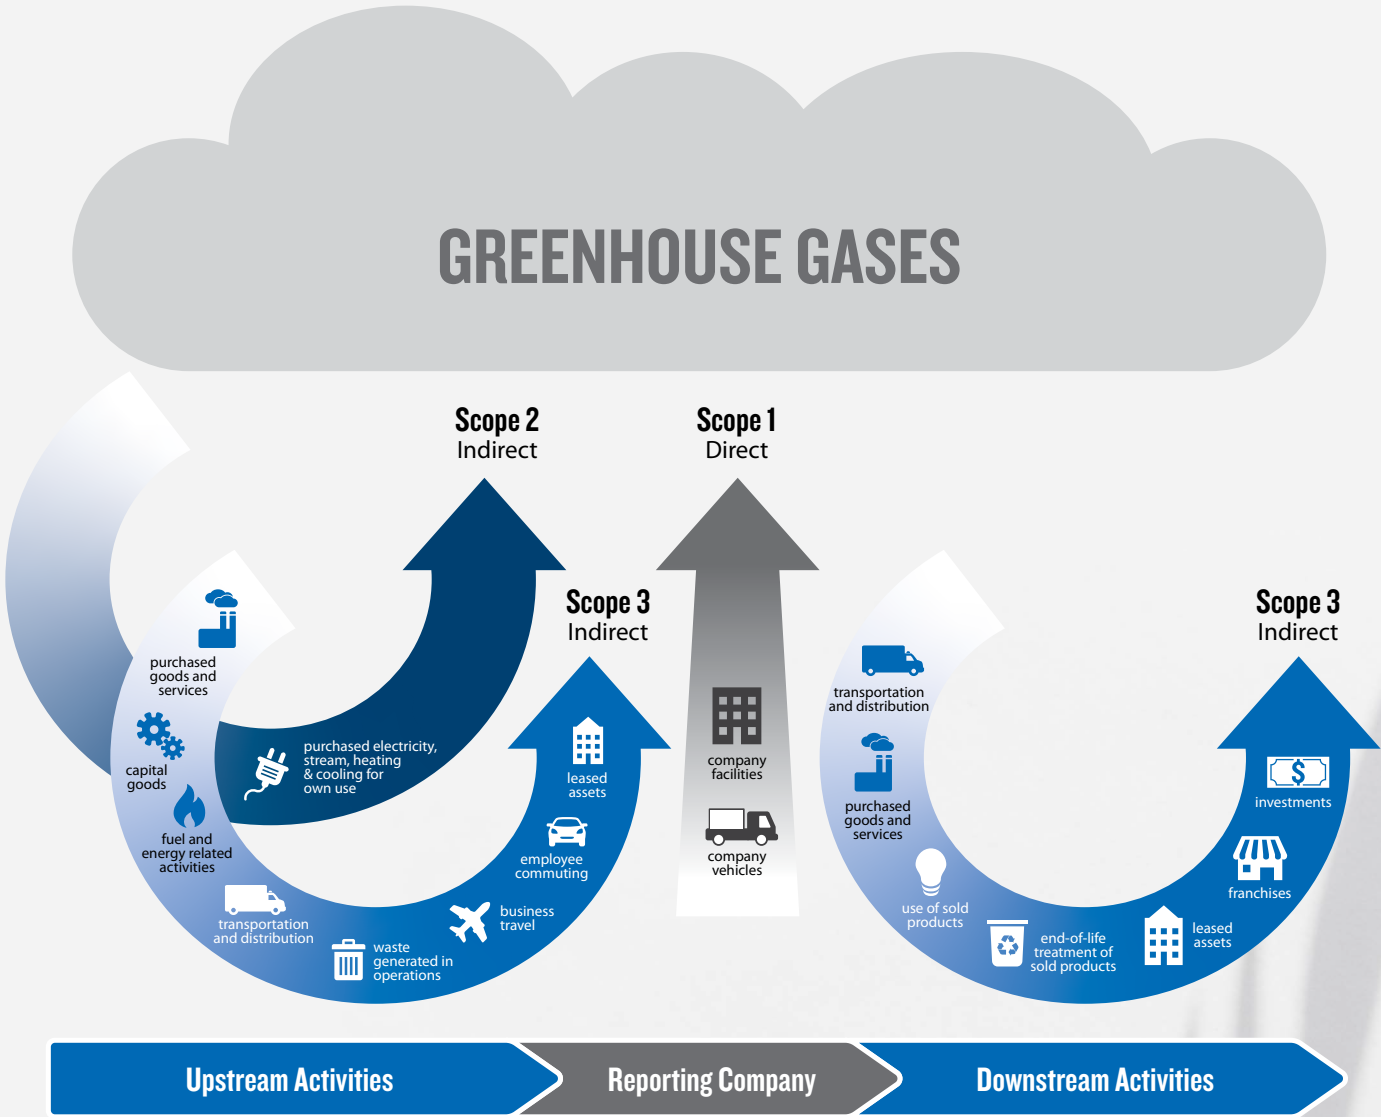 GREENHOUSE GASES
Scope 2
Indirect
Scope 1
Direct
Scope 3
Indirect
Scope 3
Indirect
purchased
goods and
services
capital
goods
fuel and
energy related
activities
transportation
and distribution
waste
generated in
operations
business
travel
employee
commuting
leased
assets
purchased electricity,
stream, heating
& cooling for
own use
company
facilities
company
vehicles
transportation
and distribution
purchased
goods and
services
use of sold
products
end-of-life
treatment of
sold products
leased
assets
franchises
$
investments
Upstream Activities
Reporting Company
Downstream Activities